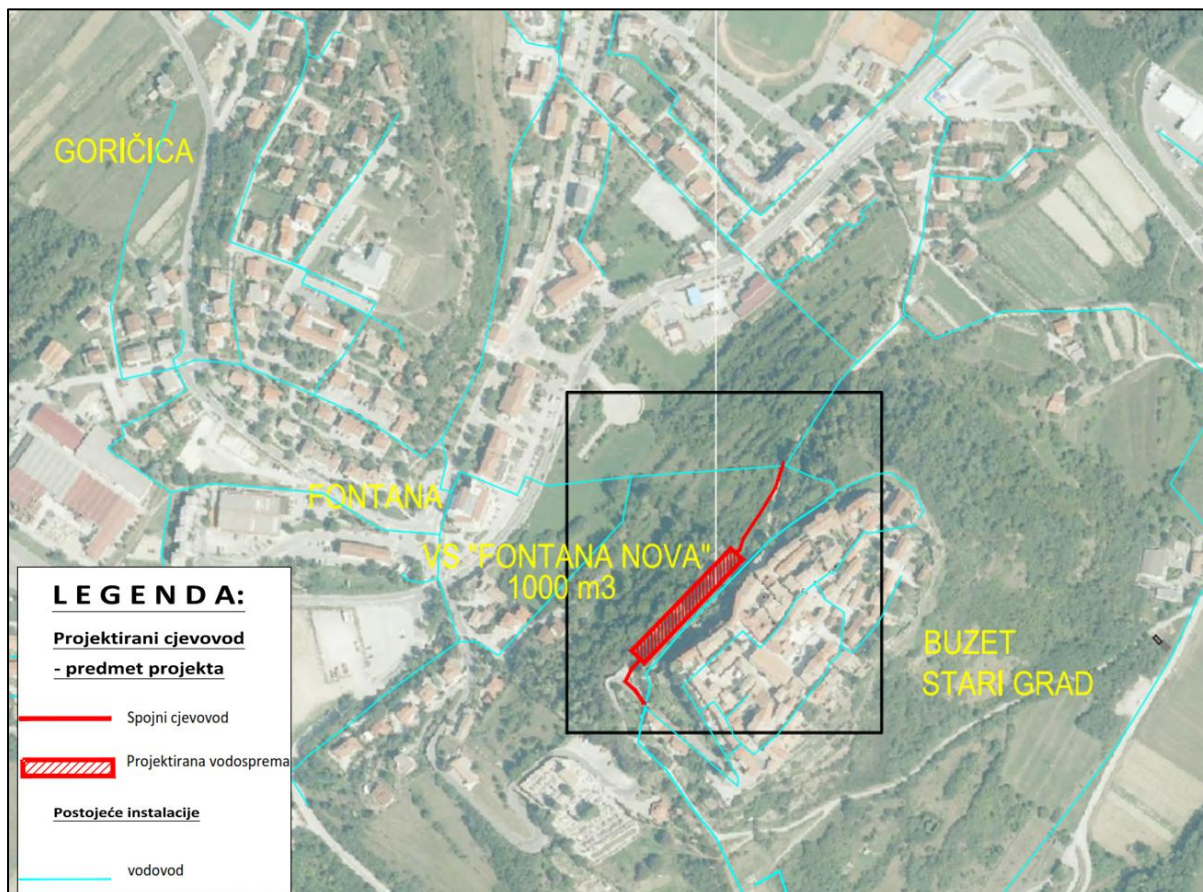 GORIČICA
FONTANA
VS "FONTANA NOVA"
1000 m3
BUZET
STARI GRAD
L E G E N D A:
Projektirani cjevovod
- predmet projekta
Spojni cjevovod
Projektirana vodosprema
Postojeće instalacije
vodovod